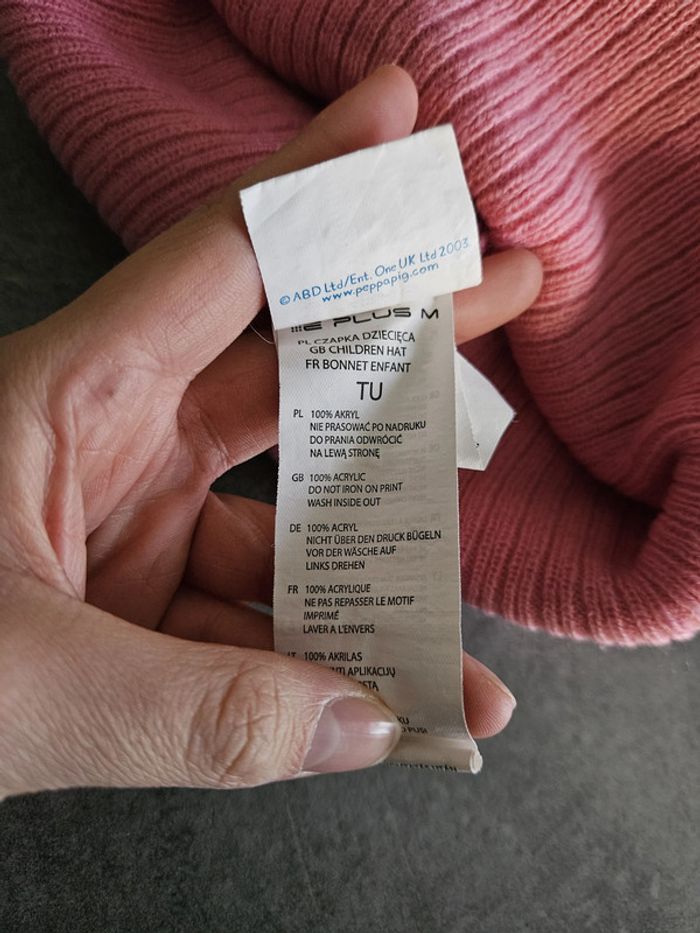 © ABD Ltd/Ent. One UK Ltd 2003
www.peppapig.com
E PLUS M
PL CZAPKA DZIECIĘCA
GB CHILDREN HAT
FR BONNET ENFANT
TU
PL 100% AKRYL
NIE PRASOWAĆ PO NADRUKU
DO PRANIA ODWRÓCIĆ
NA LEWĄ STRONĘ
GB 100% ACRYLIC
DO NOT IRON ON PRINT
WASH INSIDE OUT
DE 100% ACRYL
NICHT ÜBER DEN DRUCK BÜGELN
VOR DER WÄSCHE AUF
LINKS DREHEN
FR 100% ACRYLIQUE
NE PAS REPASSER LE MOTIF
IMPRIMÉ
LAVER A L'ENVERS
LT 100% AKRILAS
APLIKACIJŲ
PUSI